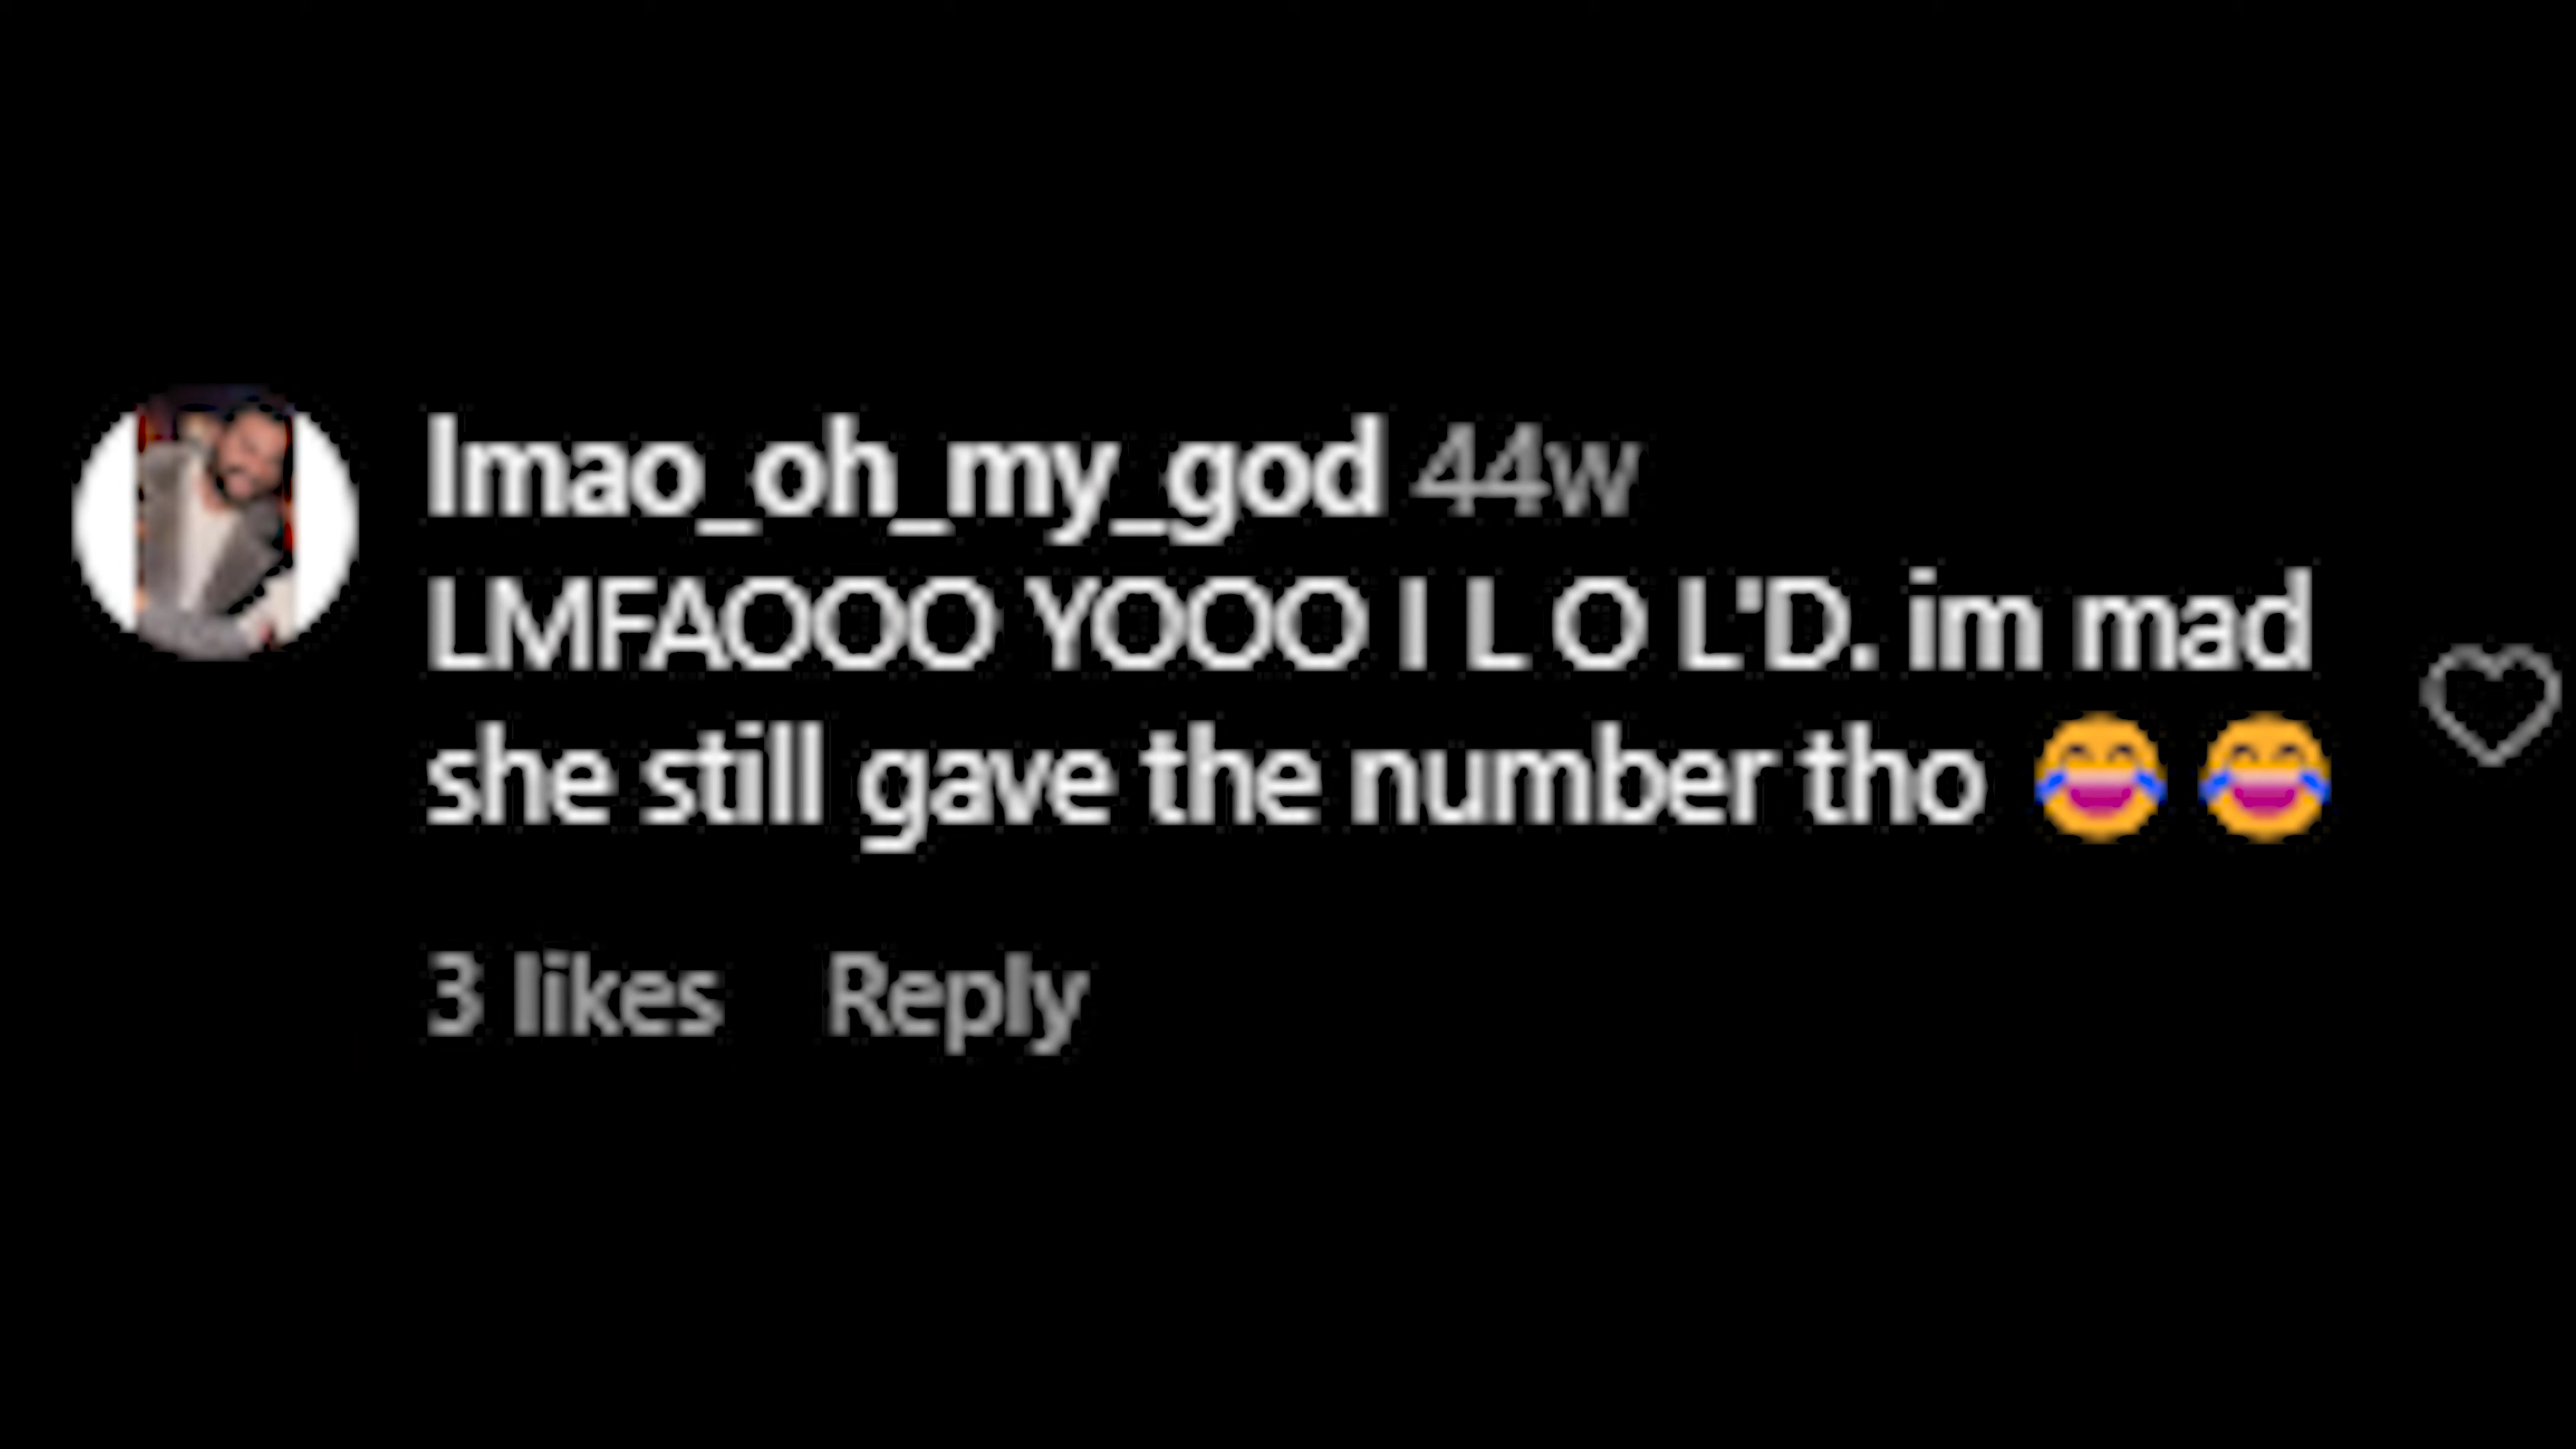 lmao_oh_my_god 44w
LMFAOOO YOOO I L O L'D. im mad
she still gave the number tho 😂 😂
3 likes Reply